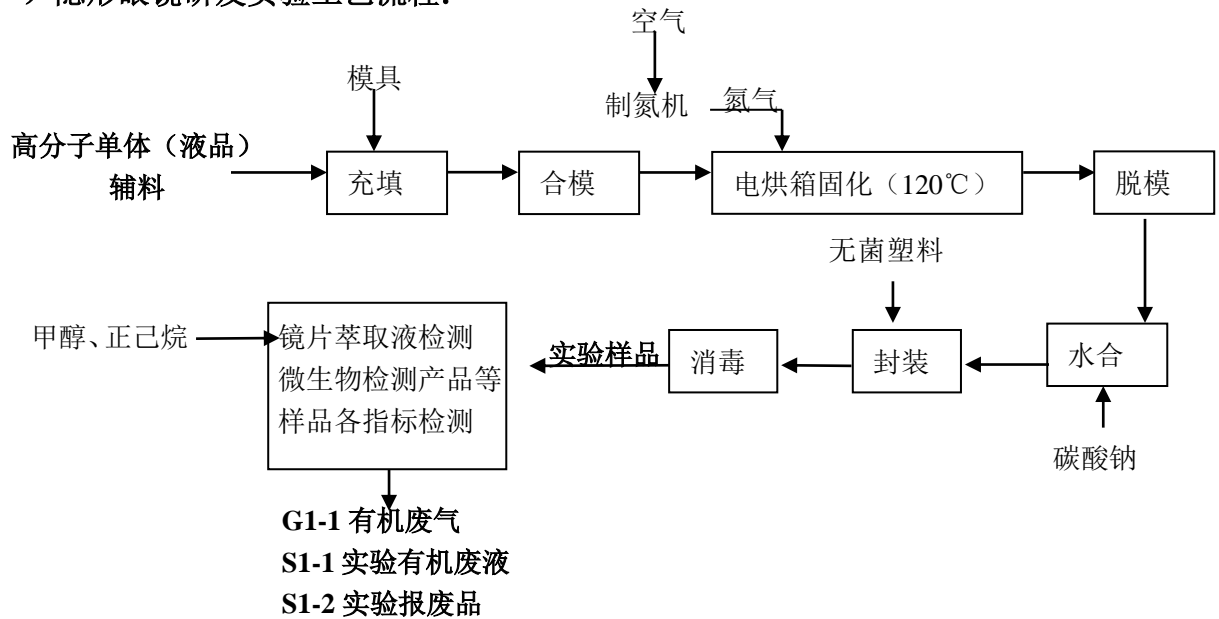 空气
模具
制氮机
氮气
高分子单体（液品）
辅料
充填
合模
电烘箱固化（120℃）
脱模
无菌塑料
甲醇、正己烷
镜片萃取液检测
微生物检测产品等
样品各指标检测
实验样品
消毒
封装
水合
碳酸钠
G1-1 有机废气
S1-1 实验有机废液
S1-2 实验报废品